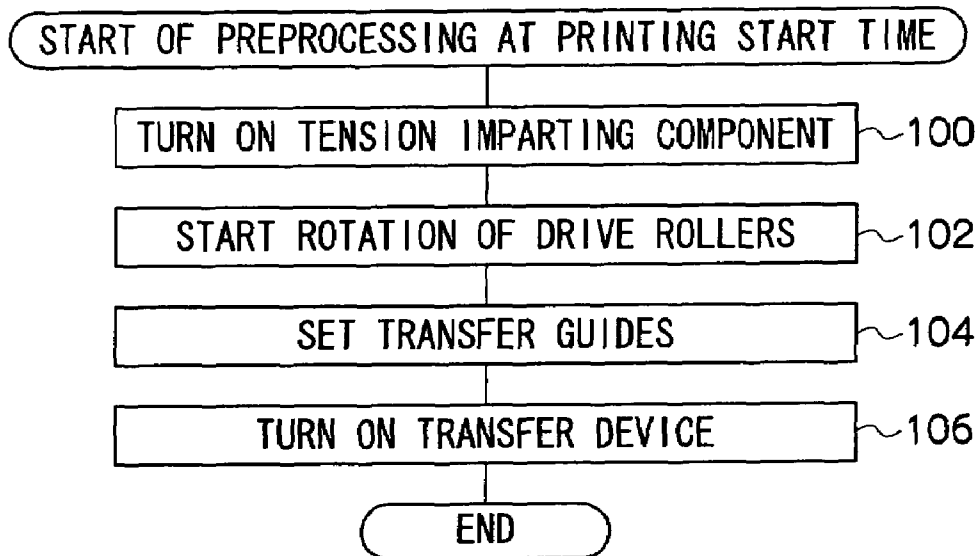 START OF PREPROCESSING AT PRINTING START TIME
TURN ON TENSION IMPARTING COMPONENT 100
START ROTATION OF DRIVE ROLLERS 102
SET TRANSFER GUIDES 104
TURN ON TRANSFER DEVICE 106
END